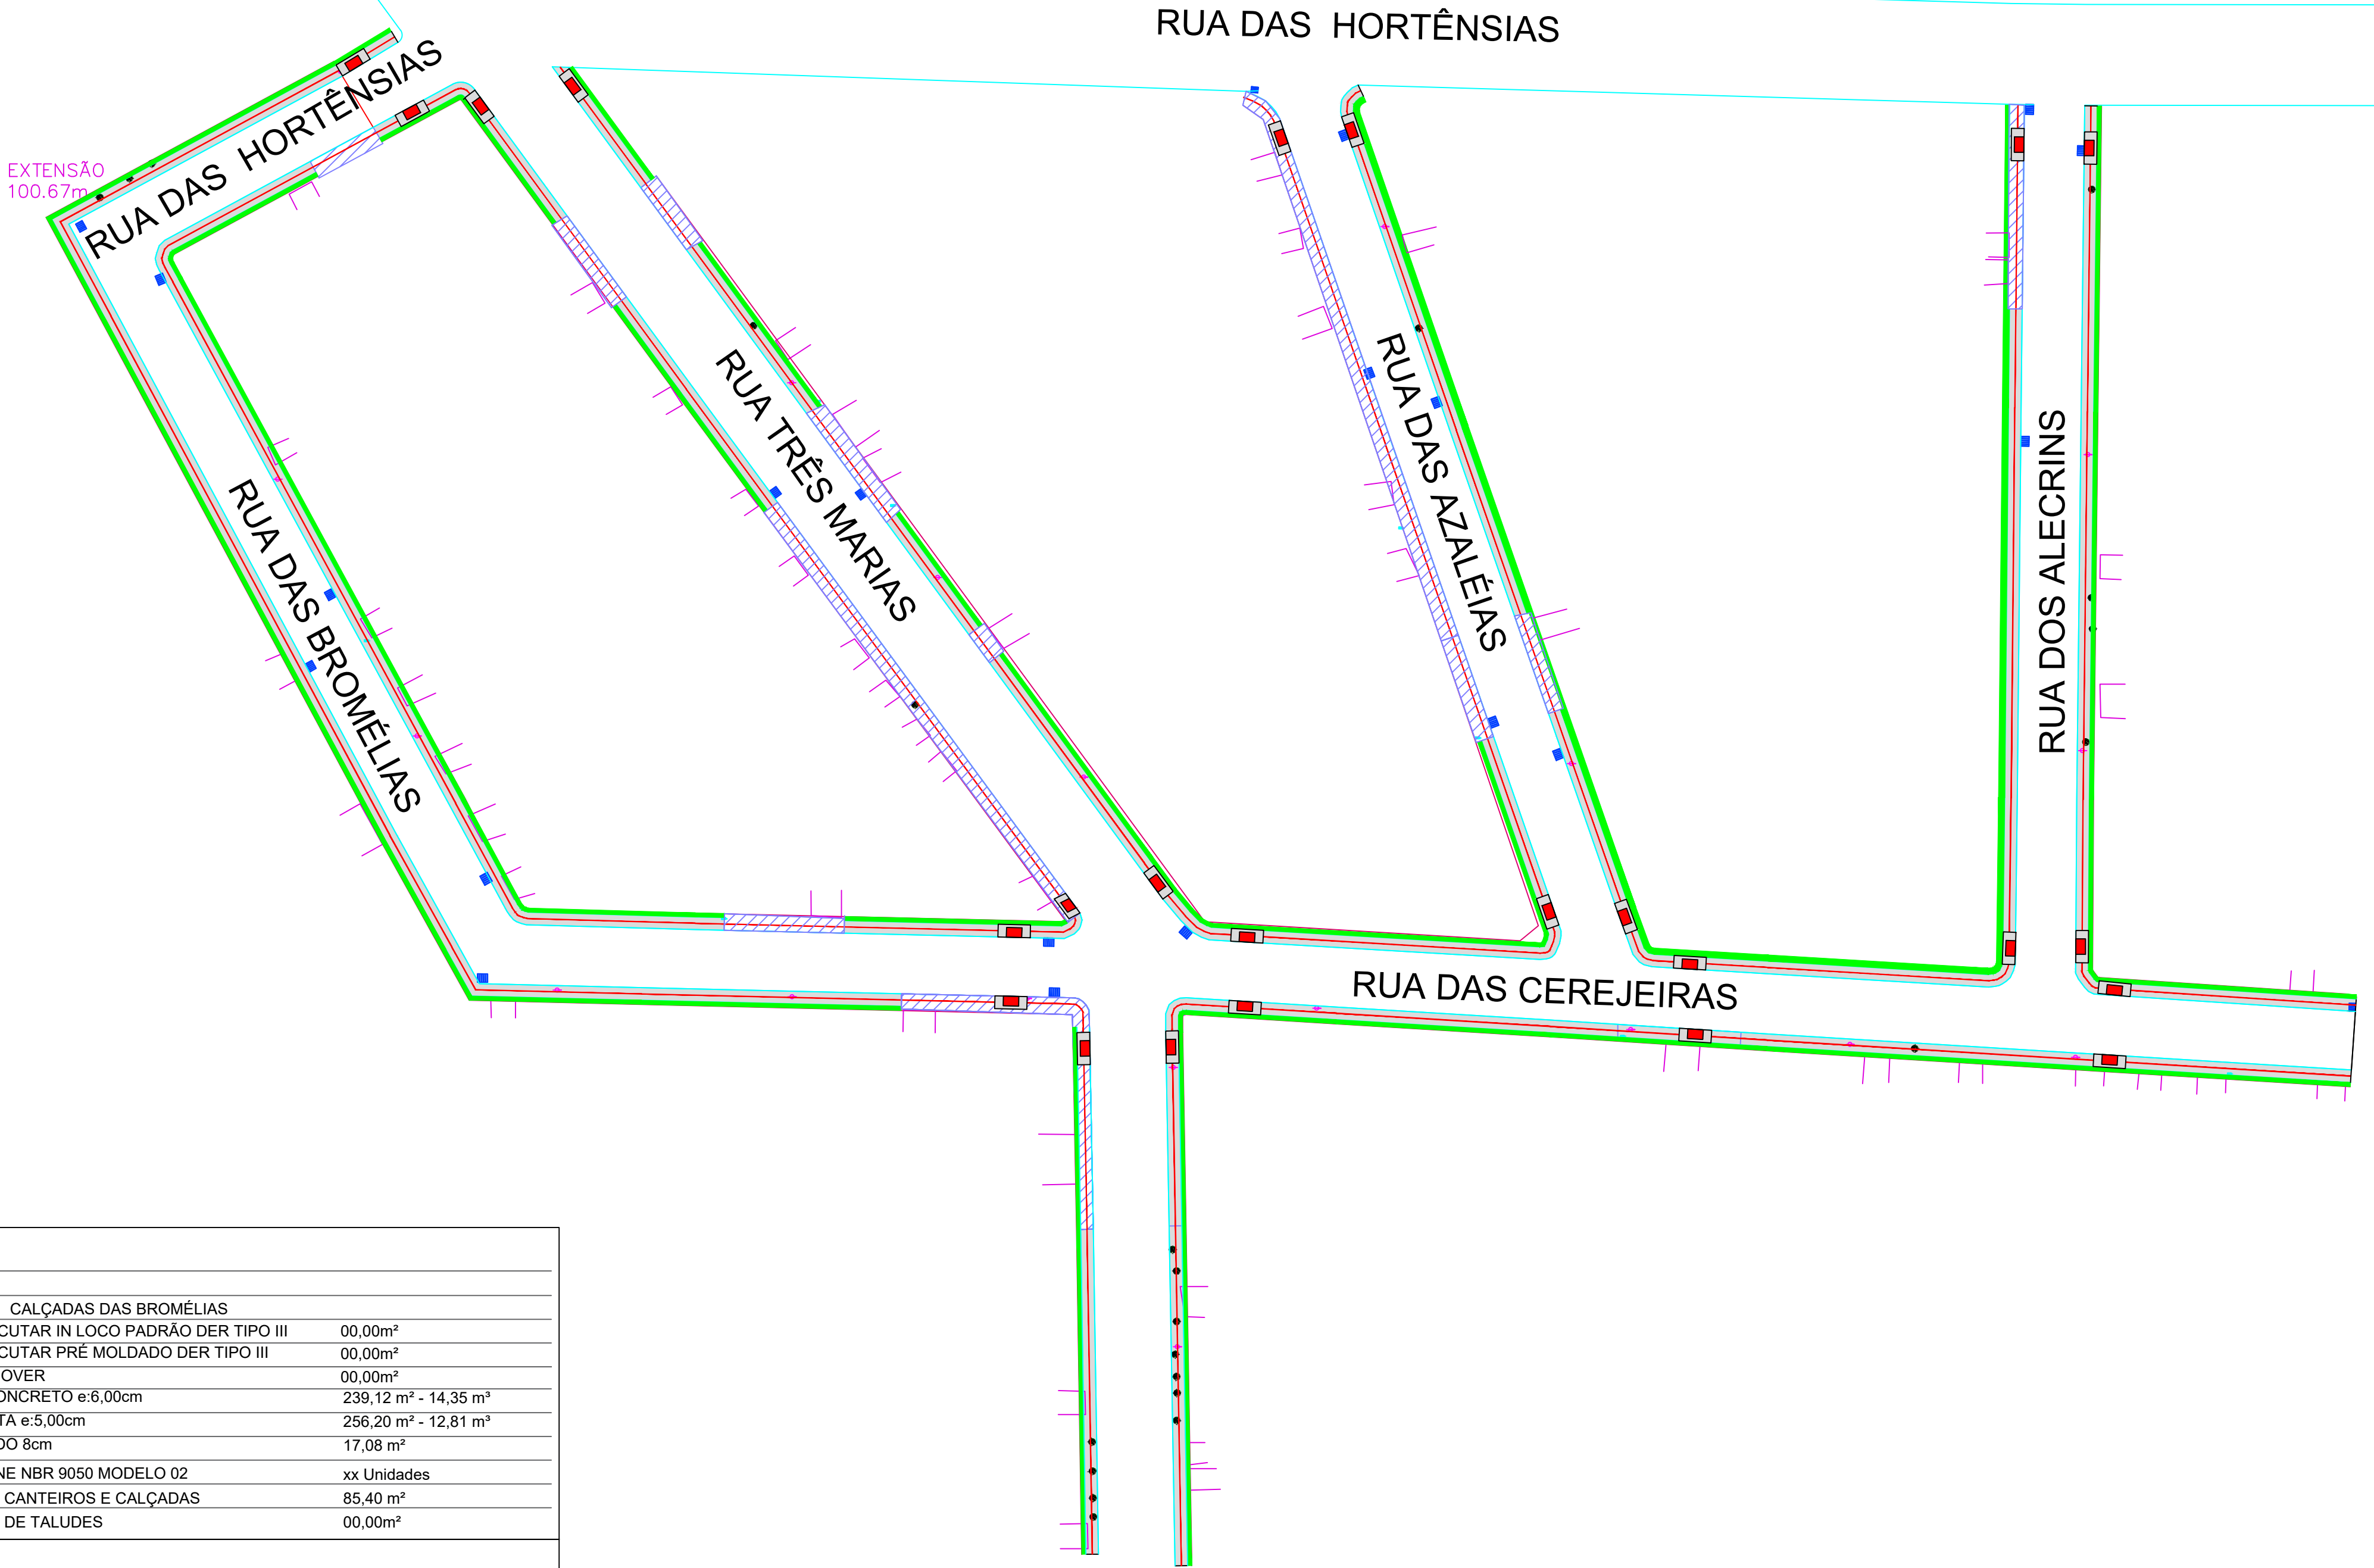 RUA DAS HORTÊNSIAS
RUA DAS HORTÊNSIAS
EXTENSÃO
100.67m
RUA TRÊS MARIAS
RUA DAS AZALÉIAS
RUA DOS ALECRINS
RUA DAS BROMÉLIAS
RUA DAS CEREJEIRAS
CALÇADAS DAS BROMÉLIAS
CUTAR IN LOCO PADRÃO DER TIPO III 00,00m²
CUTAR PRÉ MOLDADO DER TIPO III 00,00m²
OVER 00,00m²
ONCRETO e:6,00cm 239,12 m² - 14,35 m³
TA e:5,00cm 256,20 m² - 12,81 m³
DO 8cm 17,08 m²
NE NBR 9050 MODELO 02 xx Unidades
CANTEIROS E CALÇADAS 85,40 m²
DE TALUDES 00,00m²